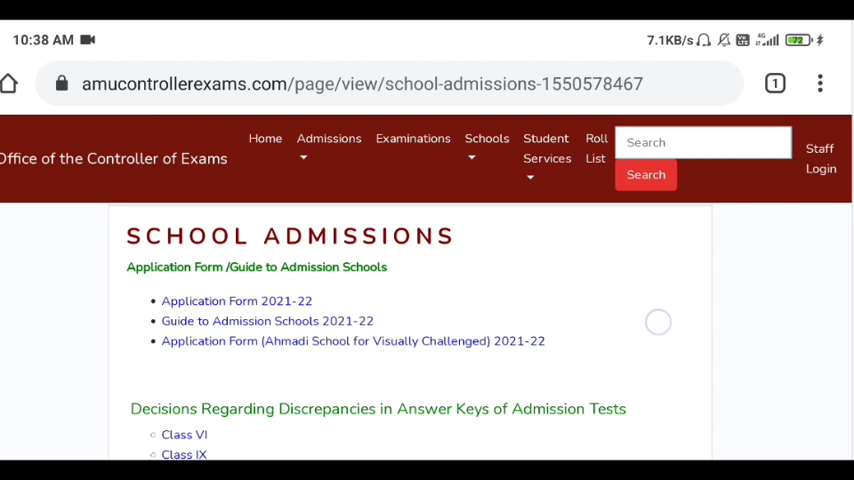 10:38 AM
7.1KB/s 4G 72
amucontrollerexams.com/page/view/school-admissions-1550578467
1
Office of the Controller of Exams
Home
Admissions
Examinations
Schools
Student
Services
Roll
List
Search
Search
Staff
Login
SCHOOL ADMISSIONS
Application Form /Guide to Admission Schools
• Application Form 2021-22
• Guide to Admission Schools 2021-22
• Application Form (Ahmadi School for Visually Challenged) 2021-22
Decisions Regarding Discrepancies in Answer Keys of Admission Tests
○ Class VI
○ Class IX